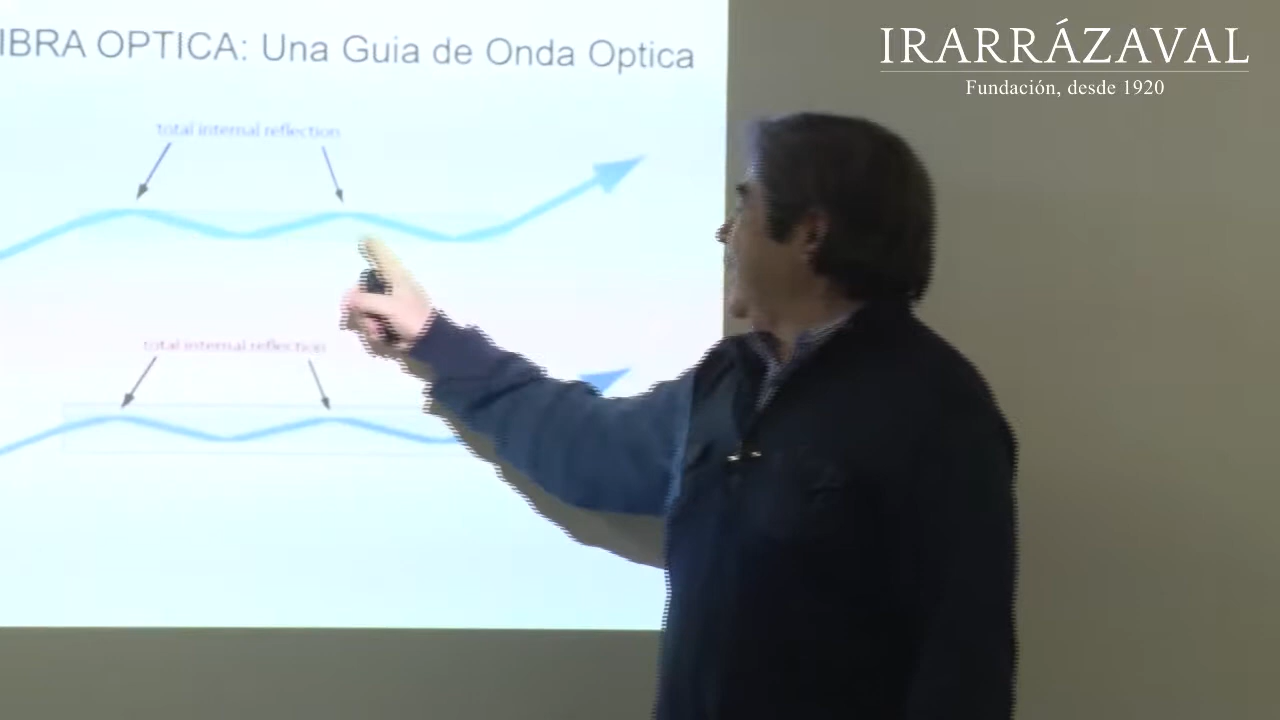 IBRA OPTICA: Una Guia de Onda Optica
IRARRÁZAVAL
Fundación, desde 1920
total internal reflection
total internal reflection